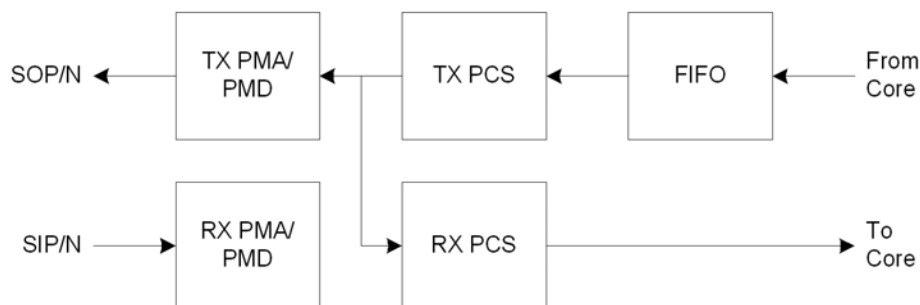 SOP/N
TX PMA/
PMD
TX PCS
FIFO
From
Core
SIP/N
RX PMA/
PMD
RX PCS
To
Core